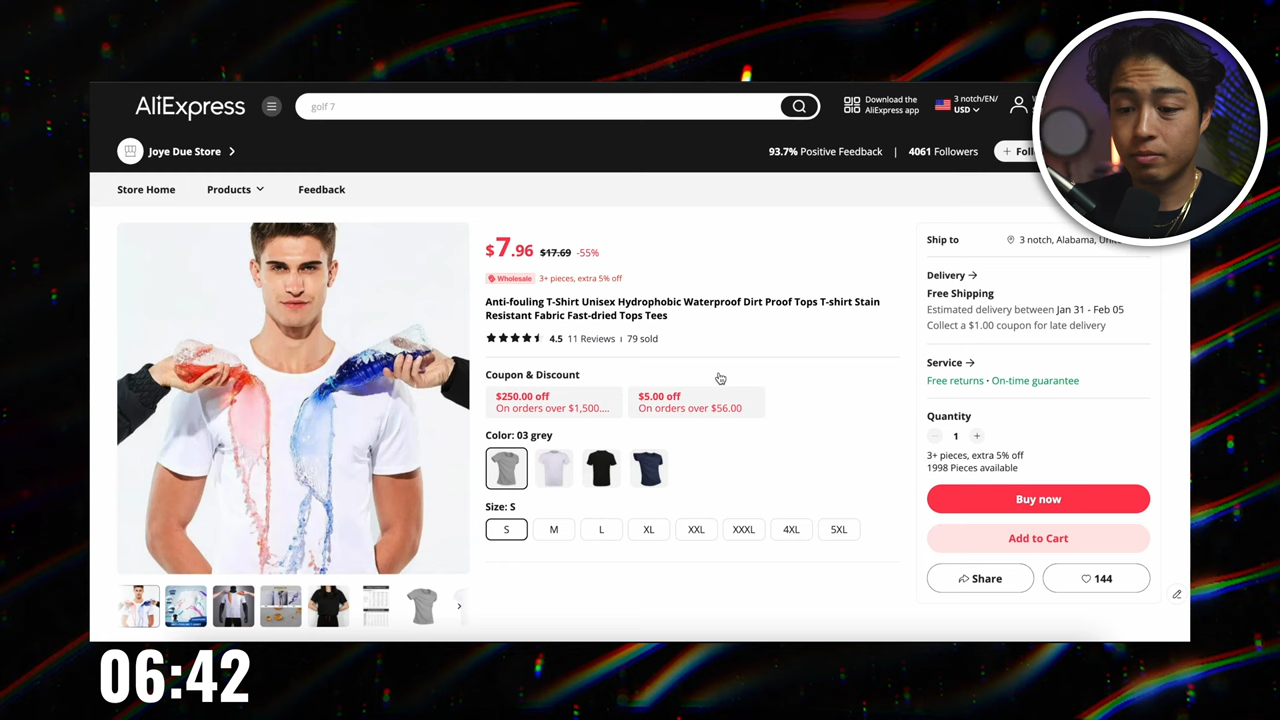 AliExpress
golf 7
Download the
AliExpress app
3 notch/EN/
USD
Joye Due Store
93.7% Positive Feedback | 4061 Followers
+ Foll
Store Home
Products
Feedback
$7.96 $17.69 -55%
Wholesale 3+ pieces, extra 5% off
Anti-fouling T-Shirt Unisex Hydrophobic Waterproof Dirt Proof Tops T-shirt Stain
Resistant Fabric Fast-dried Tops Tees
4.5 11 Reviews 79 sold
Coupon & Discount
$250.00 off
On orders over $1,500....
$5.00 off
On orders over $56.00
Color: 03 grey
Size: S
S M L XL XXL XXXL 4XL 5XL
Ship to
3 notch, Alabama,
Delivery
Free Shipping
Estimated delivery between Jan 31 - Feb 05
Collect a $1.00 coupon for late delivery
Service
Free returns · On-time guarantee
Quantity
- 1 +
3+ pieces, extra 5% off
1998 Pieces available
Buy now
Add to Cart
Share
144
06:42